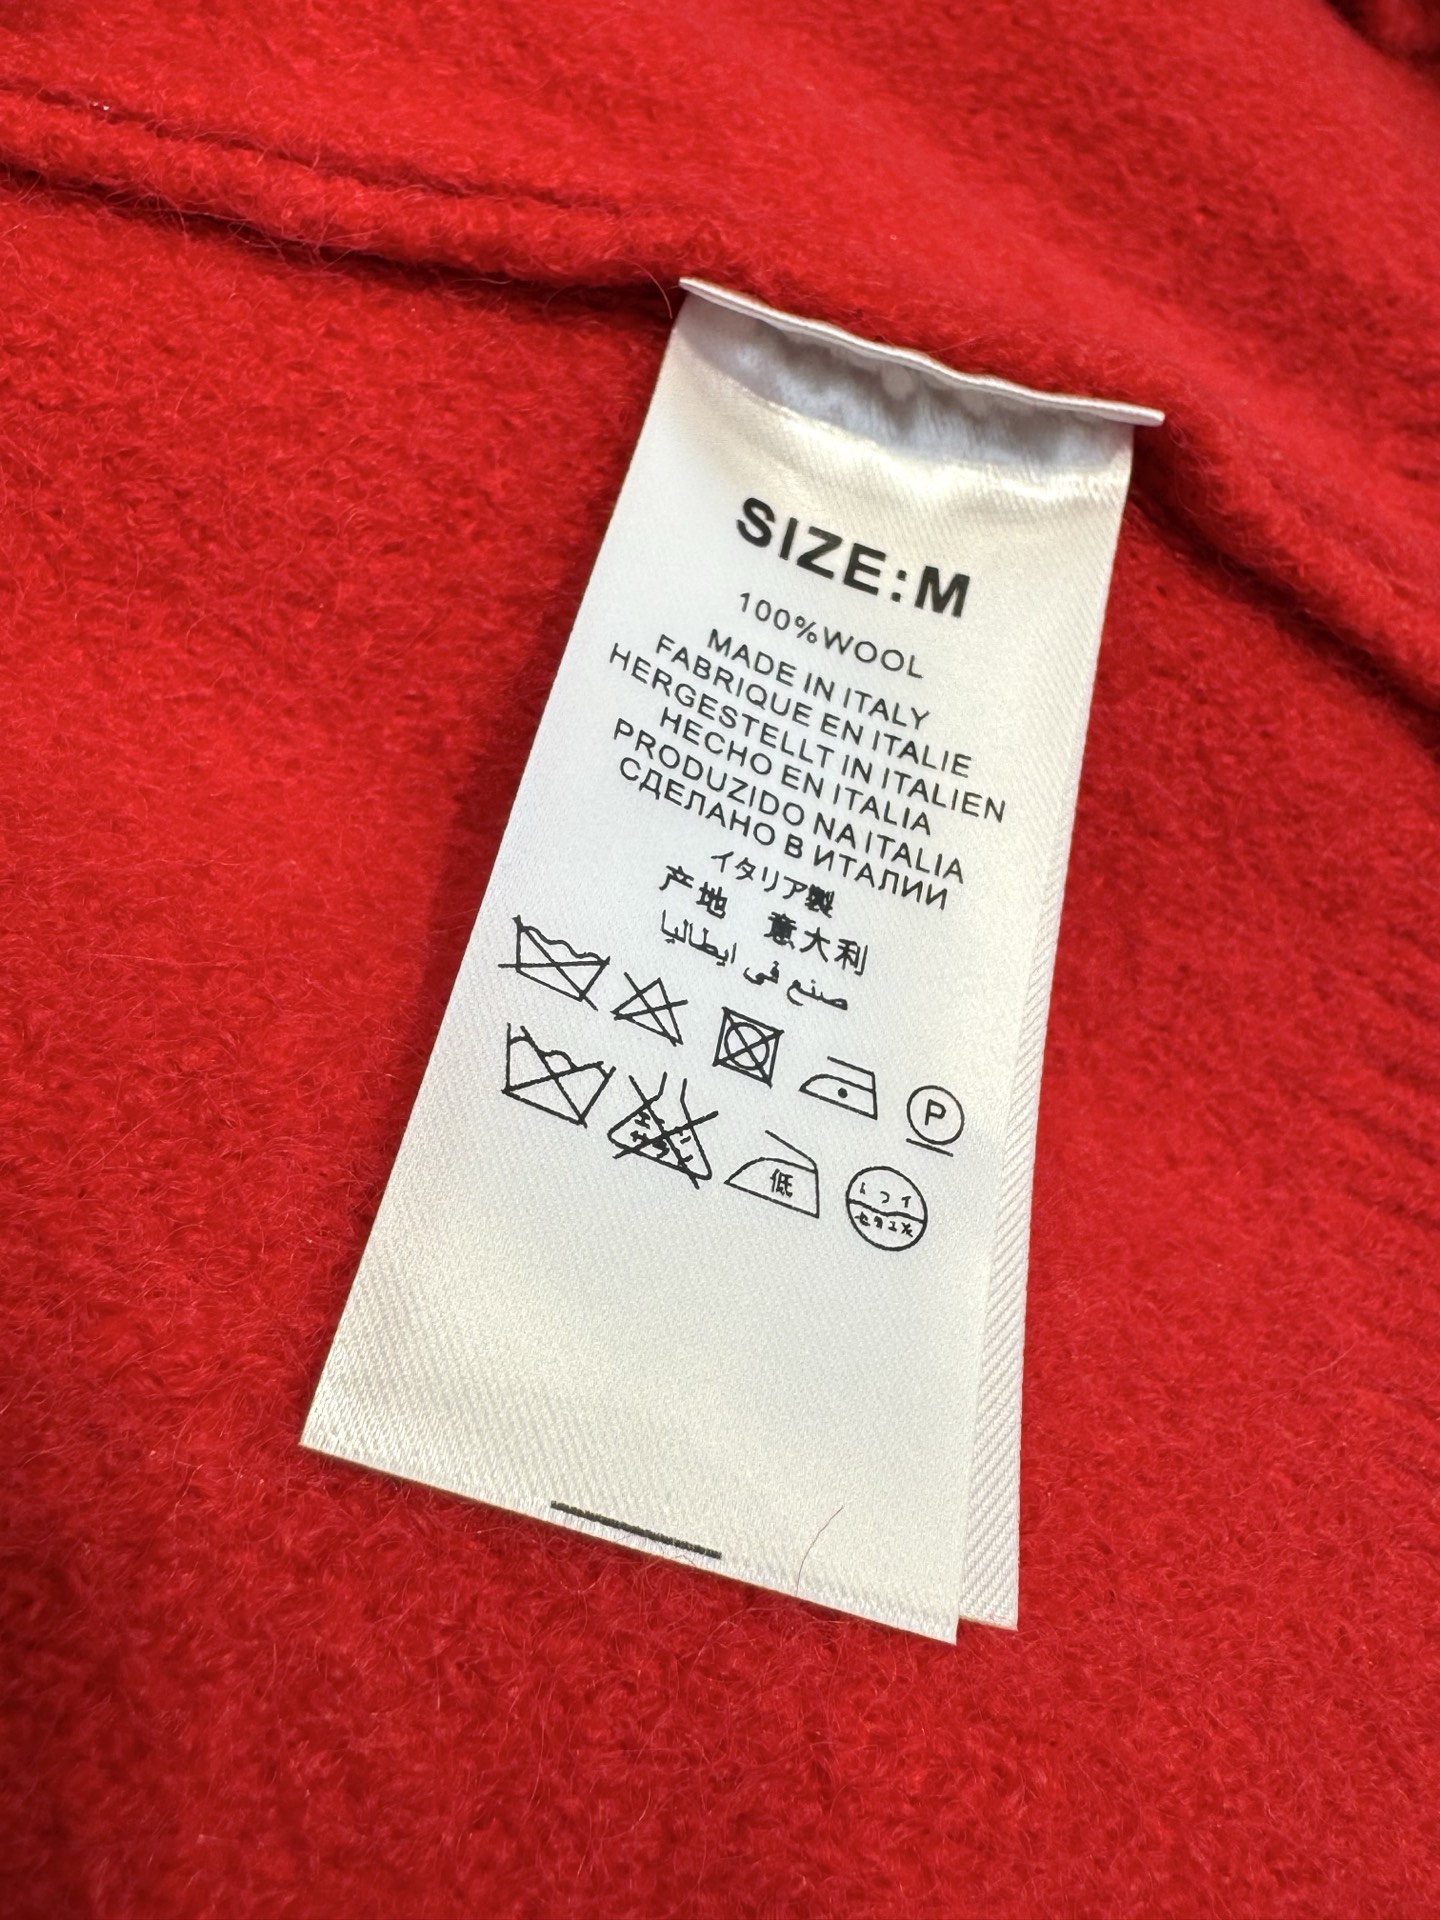 SIZE:M
100%WOOL
MADE IN ITALY
FABRIQUE EN ITALIE
HERGESTELLT IN ITALIEN
HECHO EN ITALIA
PRODUZIDO NA ITALIA
СДЕЛАНО В ИТАЛИИ
イタリア製
产地 意大利
صنع في ايطاليا
P
低